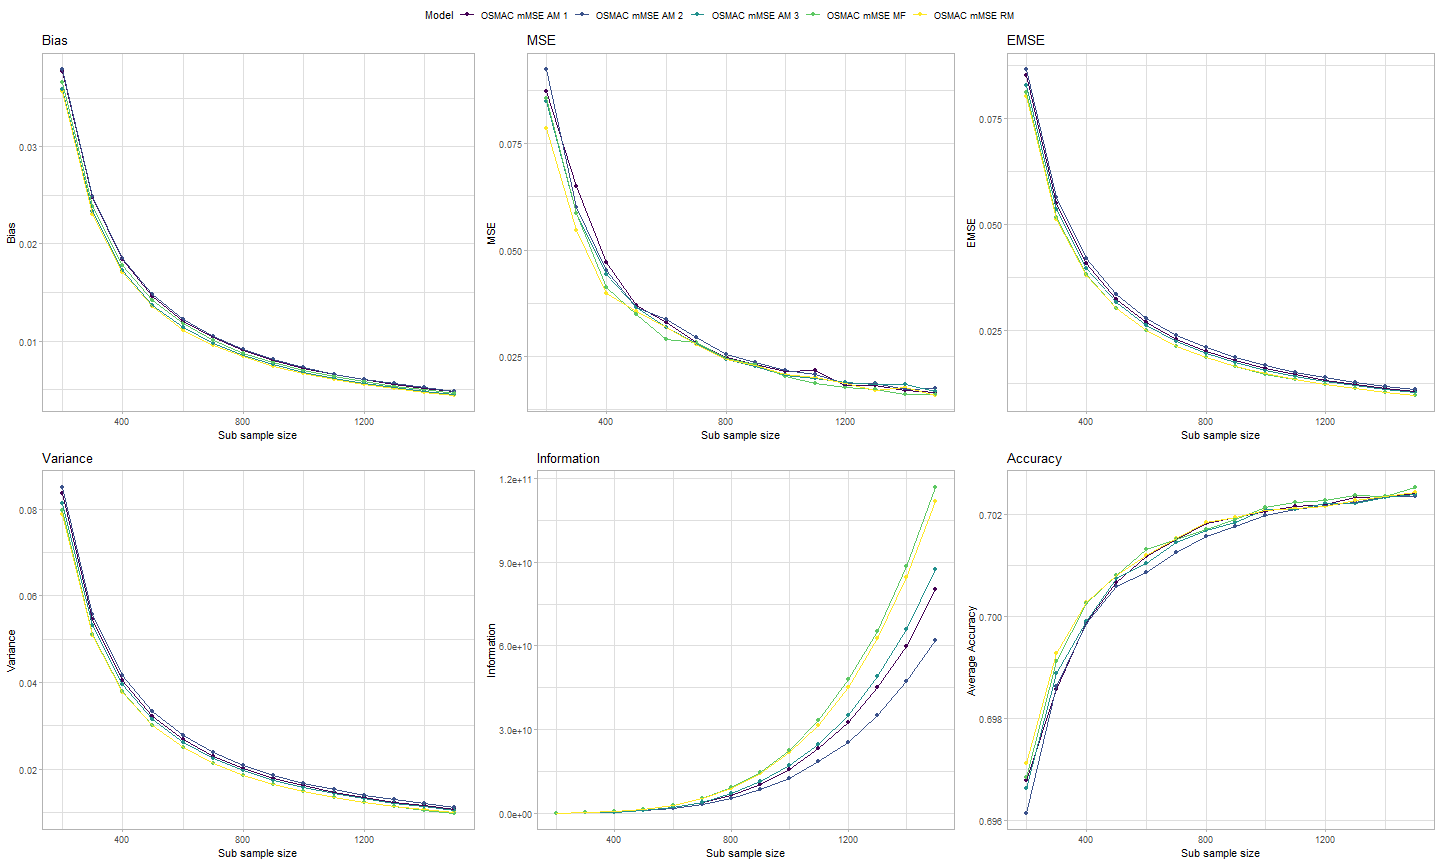 Model OSMAC mMSE AM 1 OSMAC mMSE AM 2 OSMAC mMSE AM 3 OSMAC mMSE MF OSMAC mMSE RM
Bias
0.03
0.02
0.01
Bias
400 800 1200
Sub sample size
MSE
0.075
0.050
0.025
MSE
400 800 1200
Sub sample size
EMSE
0.075
0.050
0.025
EMSE
400 800 1200
Sub sample size
Variance
0.08
0.06
0.04
0.02
Variance
400 800 1200
Sub sample size
Information
1.2e+11
9.0e+10
6.0e+10
3.0e+10
0.0e+00
Information
400 800 1200
Sub sample size
Accuracy
0.702
0.700
0.698
0.696
Average Accuracy
400 800 1200
Sub sample size